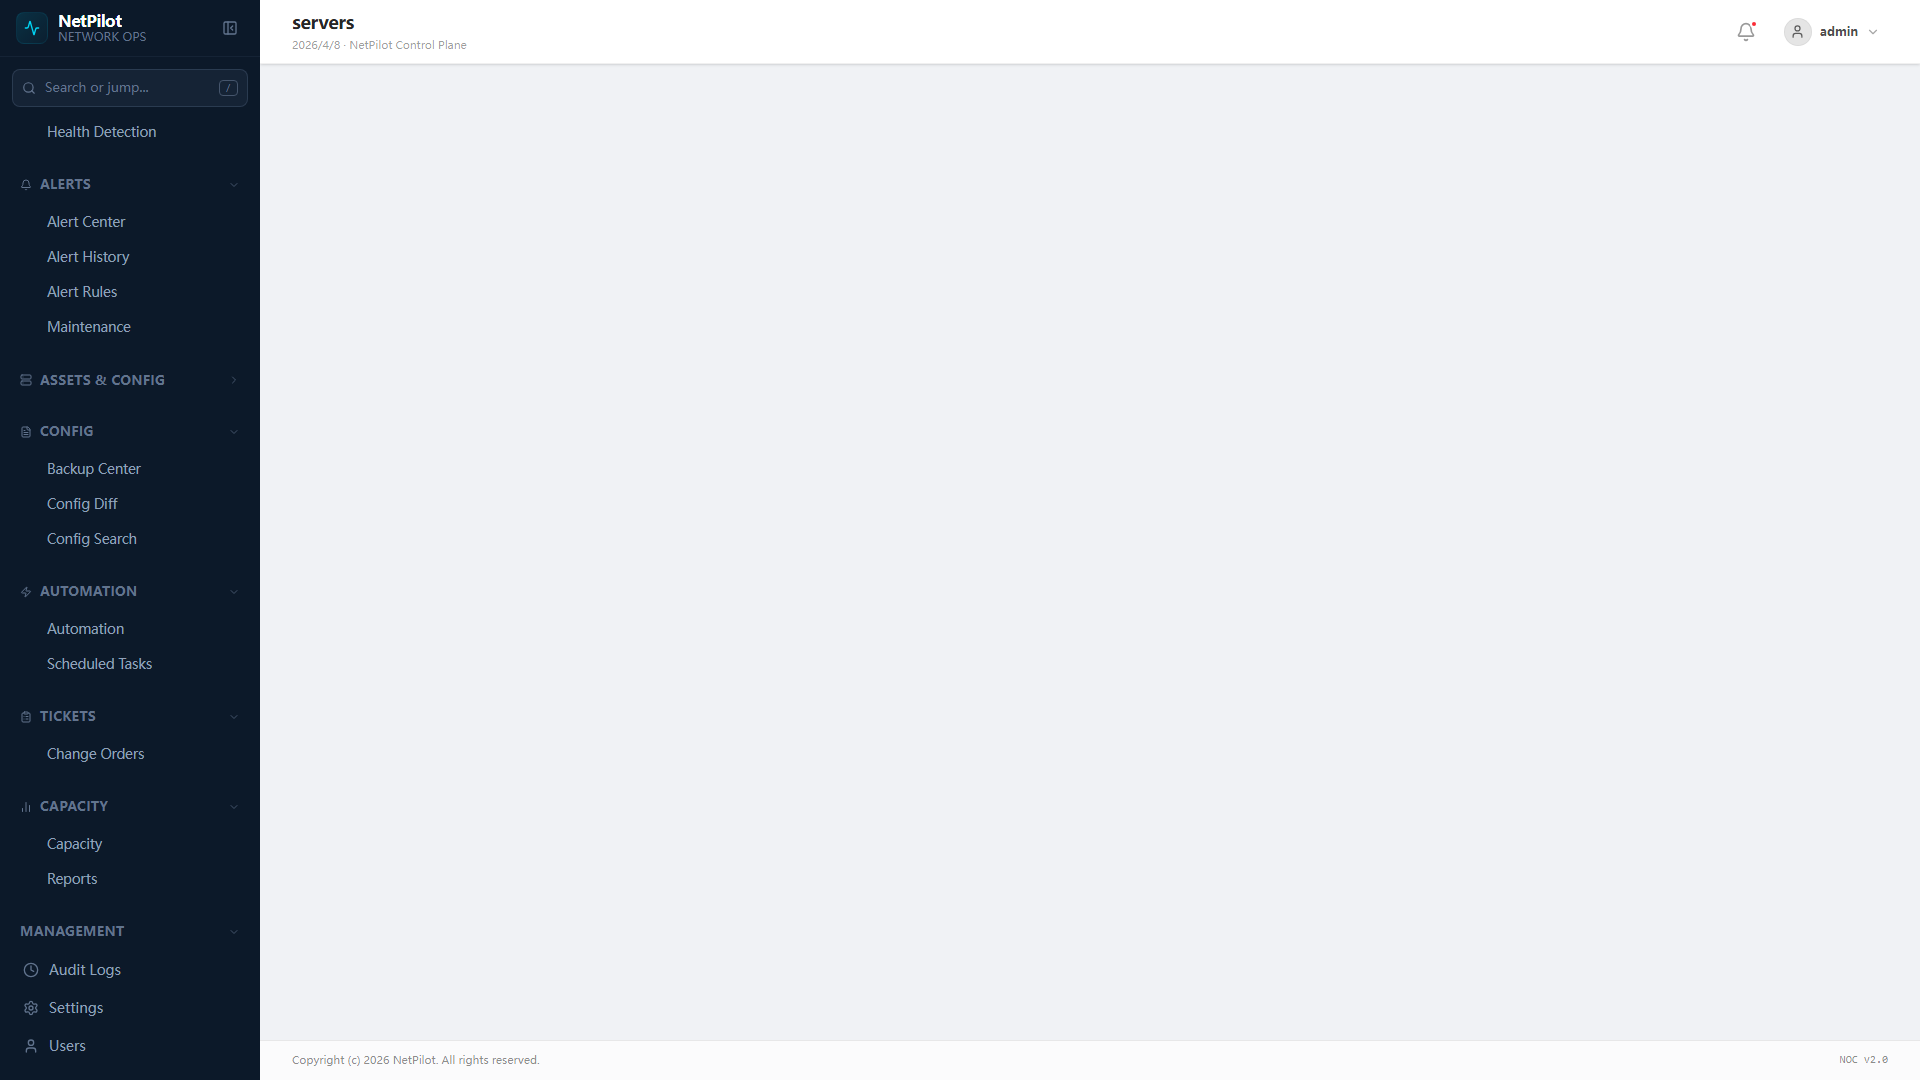 NetPilot
NETWORK OPS
Search or jump...
/
Health Detection
ALERTS
Alert Center
Alert History
Alert Rules
Maintenance
ASSETS & CONFIG
CONFIG
Backup Center
Config Diff
Config Search
AUTOMATION
Automation
Scheduled Tasks
TICKETS
Change Orders
CAPACITY
Capacity
Reports
MANAGEMENT
Audit Logs
Settings
Users
servers
2026/4/8 · NetPilot Control Plane
admin
Copyright (c) 2026 NetPilot. All rights reserved.
NOC v2.0